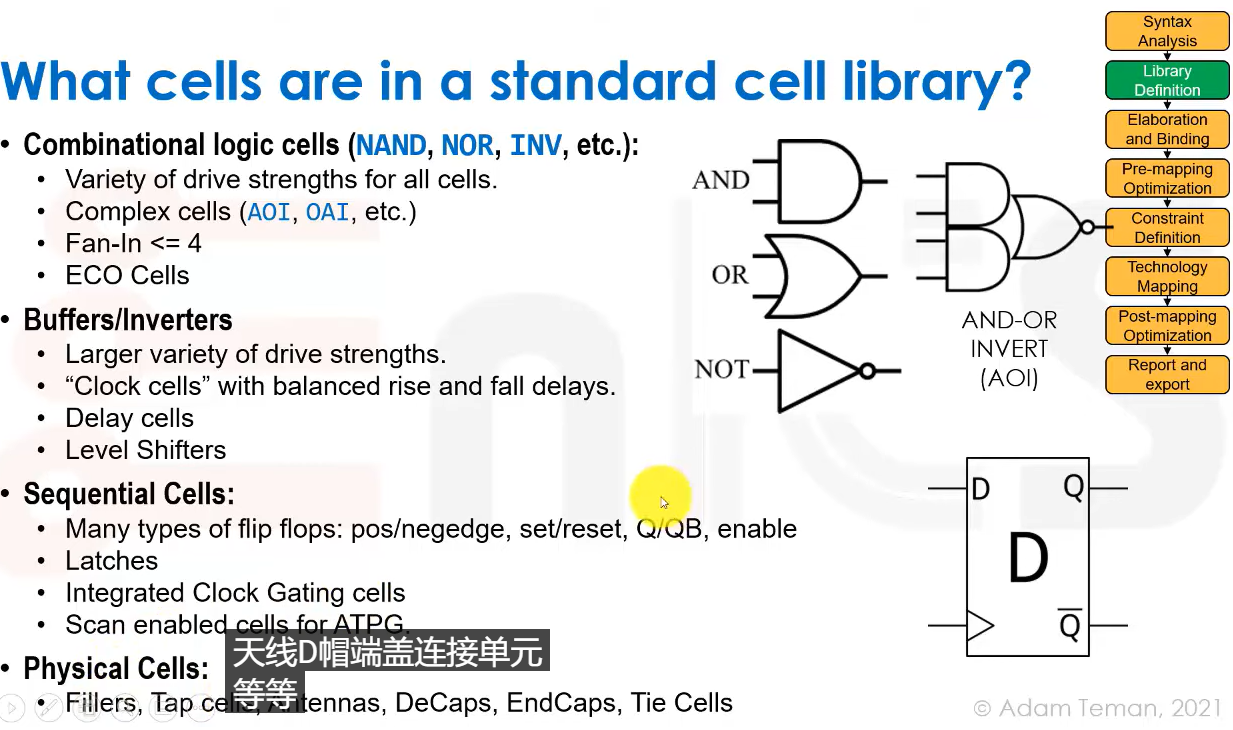 What cells are in a standard cell library?
• Combinational logic cells (NAND, NOR, INV, etc.):
• Variety of drive strengths for all cells.
• Complex cells (AOI, OAI, etc.)
• Fan-In <= 4
• ECO Cells
• Buffers/Inverters
• Larger variety of drive strengths.
• “Clock cells” with balanced rise and fall delays.
• Delay cells
• Level Shifters
• Sequential Cells:
• Many types of flip flops: pos/negedge, set/reset, Q/QB, enable
• Latches
• Integrated Clock Gating cells
• Scan enabled cells for ATPG.
• Physical Cells:
• Fillers, Tap cells, Antennas, DeCaps, EndCaps, Tie Cells
天线D帽端盖连接单元
等等
AND
OR
NOT
AND-OR
INVERT
(AOI)
D Q
D
Q
Syntax
Analysis
Library
Definition
Elaboration
and Binding
Pre-mapping
Optimization
Constraint
Definition
Technology
Mapping
Post-mapping
Optimization
Report and
export
EnICS
© Adam Teman, 2021